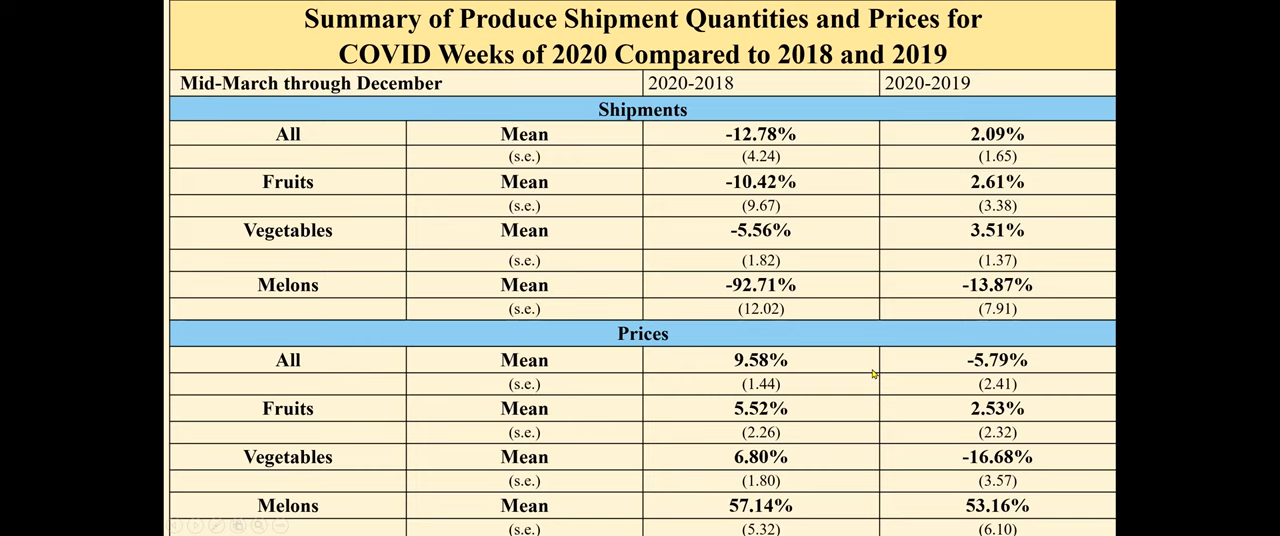 Summary of Produce Shipment Quantities and Prices for
COVID Weeks of 2020 Compared to 2018 and 2019
Mid-March through December 2020-2018 2020-2019
Shipments
All Mean -12.78% 2.09%
(s.e.) (4.24) (1.65)
Fruits Mean -10.42% 2.61%
(s.e.) (9.67) (3.38)
Vegetables Mean -5.56% 3.51%
(s.e.) (1.82) (1.37)
Melons Mean -92.71% -13.87%
(s.e.) (12.02) (7.91)
Prices
All Mean 9.58% -5.79%
(s.e.) (1.44) (2.41)
Fruits Mean 5.52% 2.53%
(s.e.) (2.26) (2.32)
Vegetables Mean 6.80% -16.68%
(s.e.) (1.80) (3.57)
Melons Mean 57.14% 53.16%
(s.e.) (5.32) (6.10)